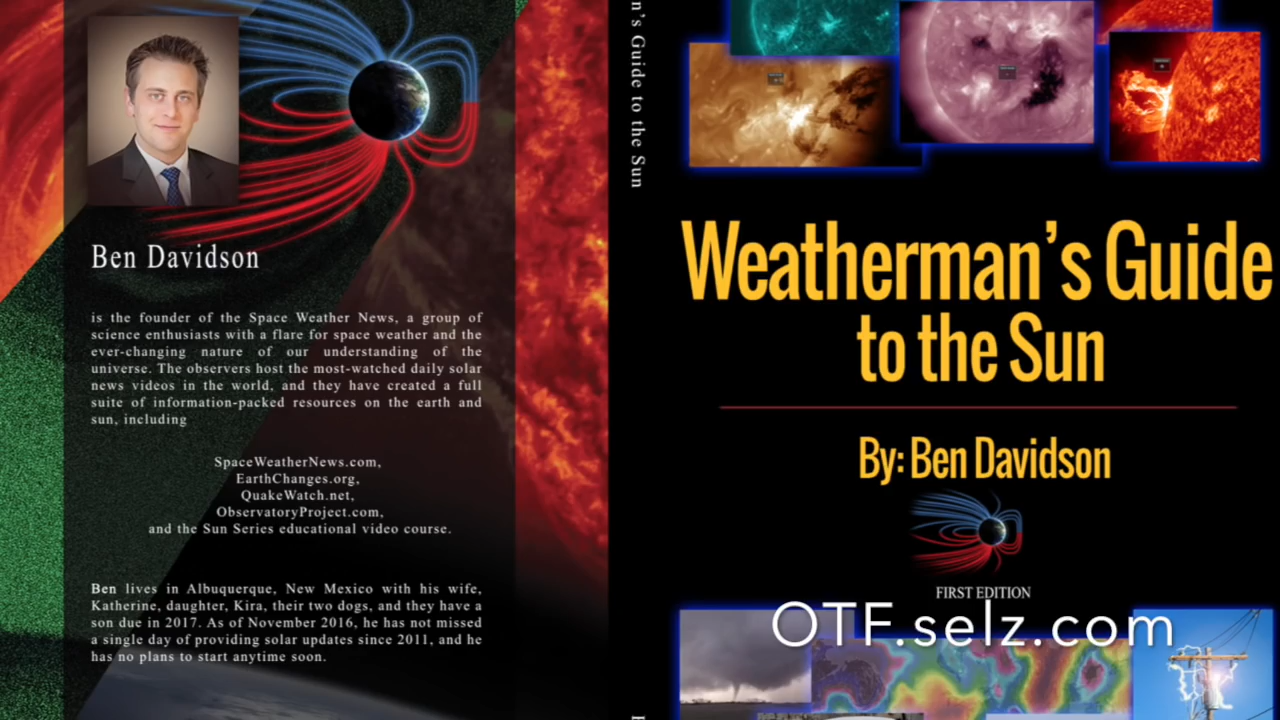 Ben Davidson
is the founder of the Space Weather News, a group of
science enthusiasts with a flare for space weather and the
ever-changing nature of our understanding of the
universe. The observers host the most-watched daily solar
news videos in the world, and they have created a full
suite of information-packed resources on the earth and
sun, including
SpaceWeatherNews.com,
EarthChanges.org,
QuakeWatch.net,
ObservatoryProject.com,
and the Sun Series educational video course.
Ben lives in Albuquerque, New Mexico with his wife,
Katherine, daughter, Kira, their two dogs, and they have a
son due in 2017. As of November 2016, he has not missed
a single day of providing solar updates since 2011, and he
has no plans to start anytime soon.
n's Guide to the Sun
Weatherman's Guide
to the Sun
By: Ben Davidson
FIRST EDITION
OTF.selz.com